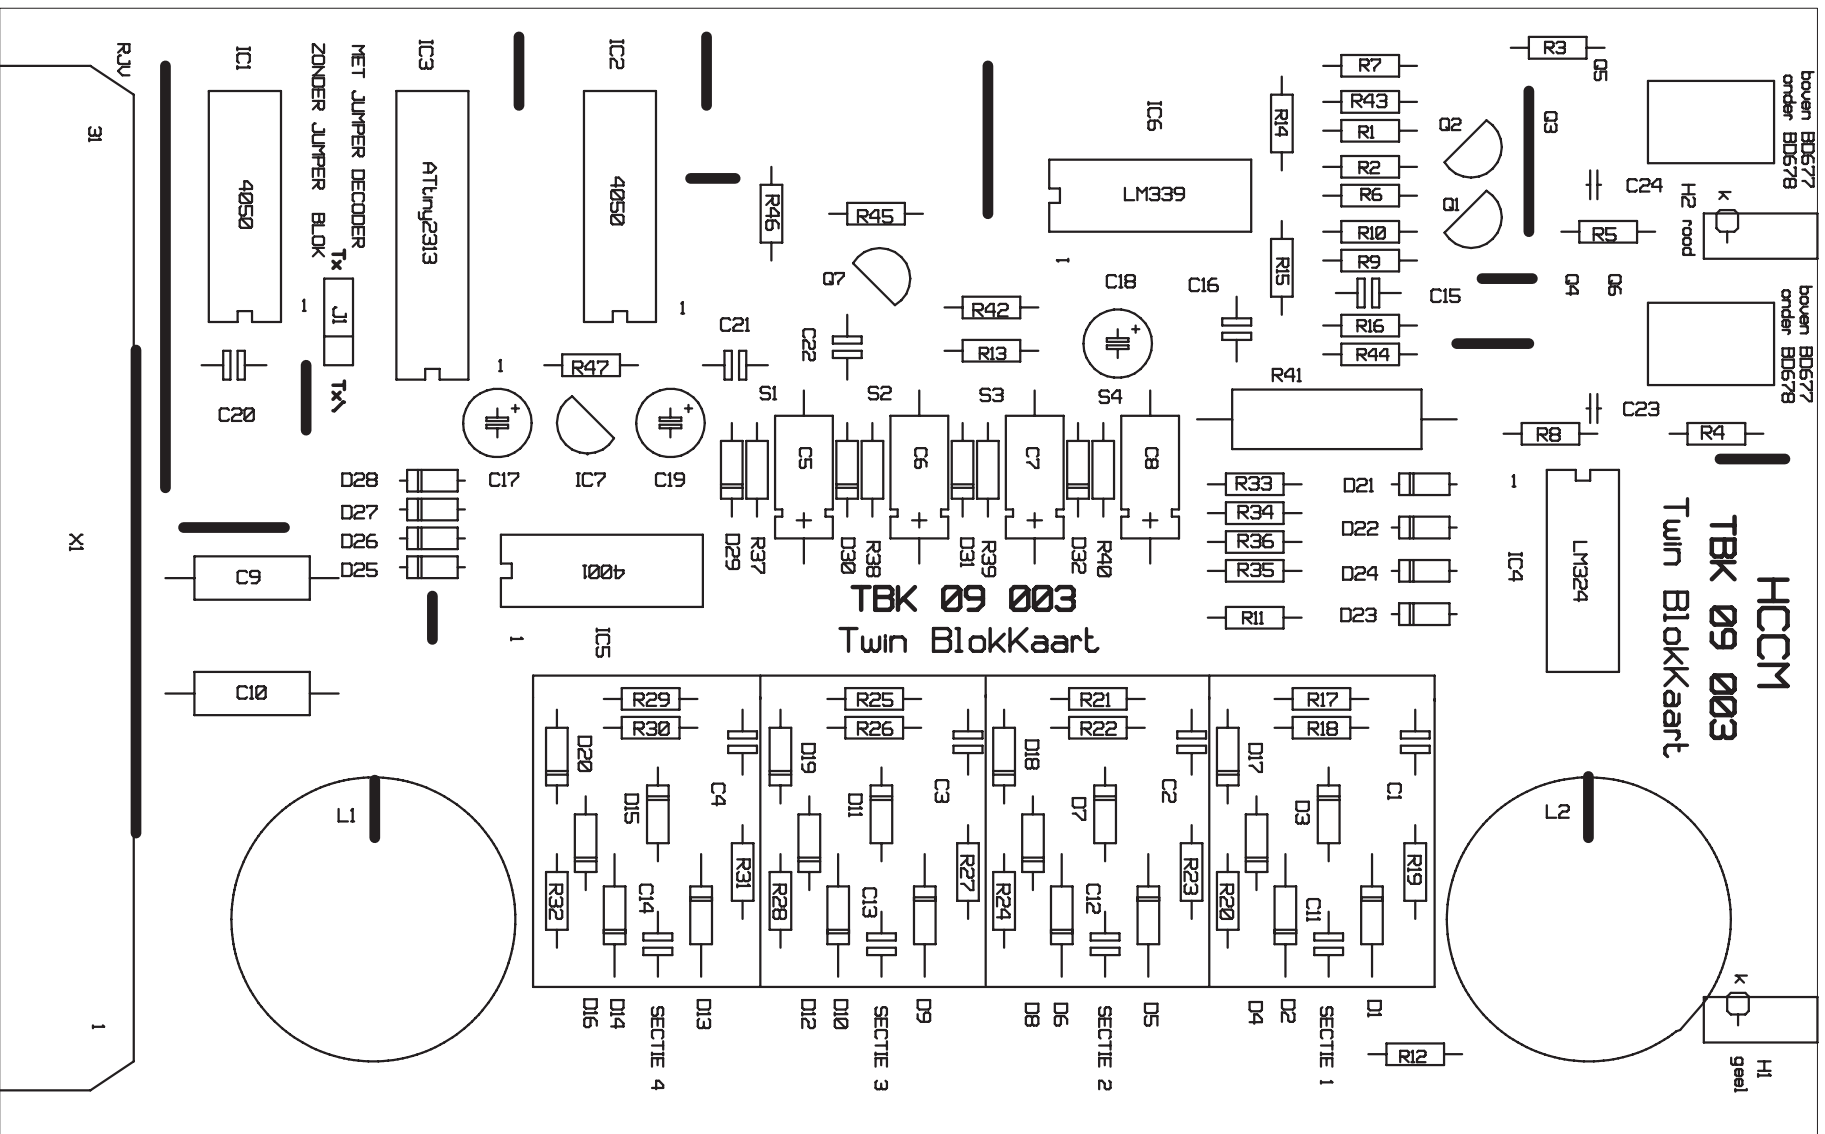 RJV
31
X1
1
IC1
4050
1
C20
ZONDER JUMPER BLOK
MET JUMPER DECODER
Tx
J1
Tx\
IC3
ATtiny2313
1
IC2
4050
1
R47
C17
IC7
C19
C21
R46
R45
Q7
C22
IC6
LM339
1
R42
R13
C18
C16
R14
R15
R7
R43
R1
R2
R6
R10
R9
C15
R16
R44
R41
Q2
Q1
R3
Q5
Q3
C24
R5
Q4
Q6
boven BD677
onder BD678
H2 rood
K
boven BD677
onder BD678
C23
R8
R4
S1
S2
S3
S4
C5
C6
C7
C8
D29
R37
D30
R38
D31
R39
D32
R40
D28
D27
D26
D25
C9
C10
4001
1
IC5
R33
R34
R36
R35
R11
D21
D22
D24
D23
1
IC4
LM324
TBK 09 003
Twin BlokKaart
HCCM
TBK 09 003
Twin BlokKaart
L1
L2
R29
R30
D20
C4
D15
R31
R32
C14
D16
D14
SECTIE 4
D13
R25
R26
D19
C3
D11
R27
R28
C13
D12
D10
SECTIE 3
D9
R21
R22
D18
C2
D7
R23
R24
C12
D8
D6
SECTIE 2
D5
R17
R18
D17
C1
D3
R19
R20
C11
D4
D2
SECTIE 1
D1
R12
K
H1
geel